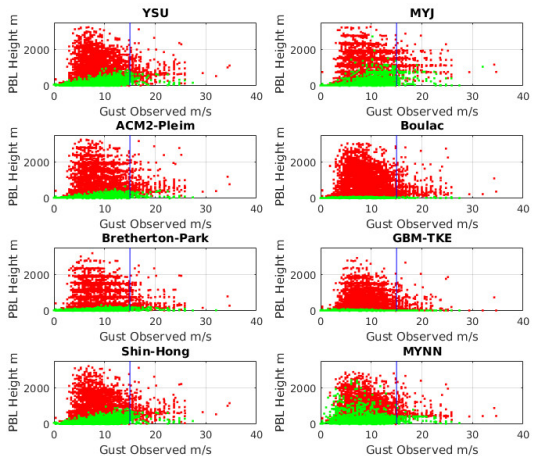 YSU
PBL Height m
2000
0
0 10 20 30 40
Gust Observed m/s
MYJ
PBL Height m
2000
0
0 10 20 30 40
Gust Observed m/s
ACM2-Pleim
PBL Height m
2000
0
0 10 20 30 40
Gust Observed m/s
Boulac
PBL Height m
2000
0
0 10 20 30 40
Gust Observed m/s
Bretherton-Park
PBL Height m
2000
0
0 10 20 30 40
Gust Observed m/s
GBM-TKE
PBL Height m
2000
0
0 10 20 30 40
Gust Observed m/s
Shin-Hong
PBL Height m
2000
0
0 10 20 30 40
Gust Observed m/s
MYNN
PBL Height m
2000
0
0 10 20 30 40
Gust Observed m/s